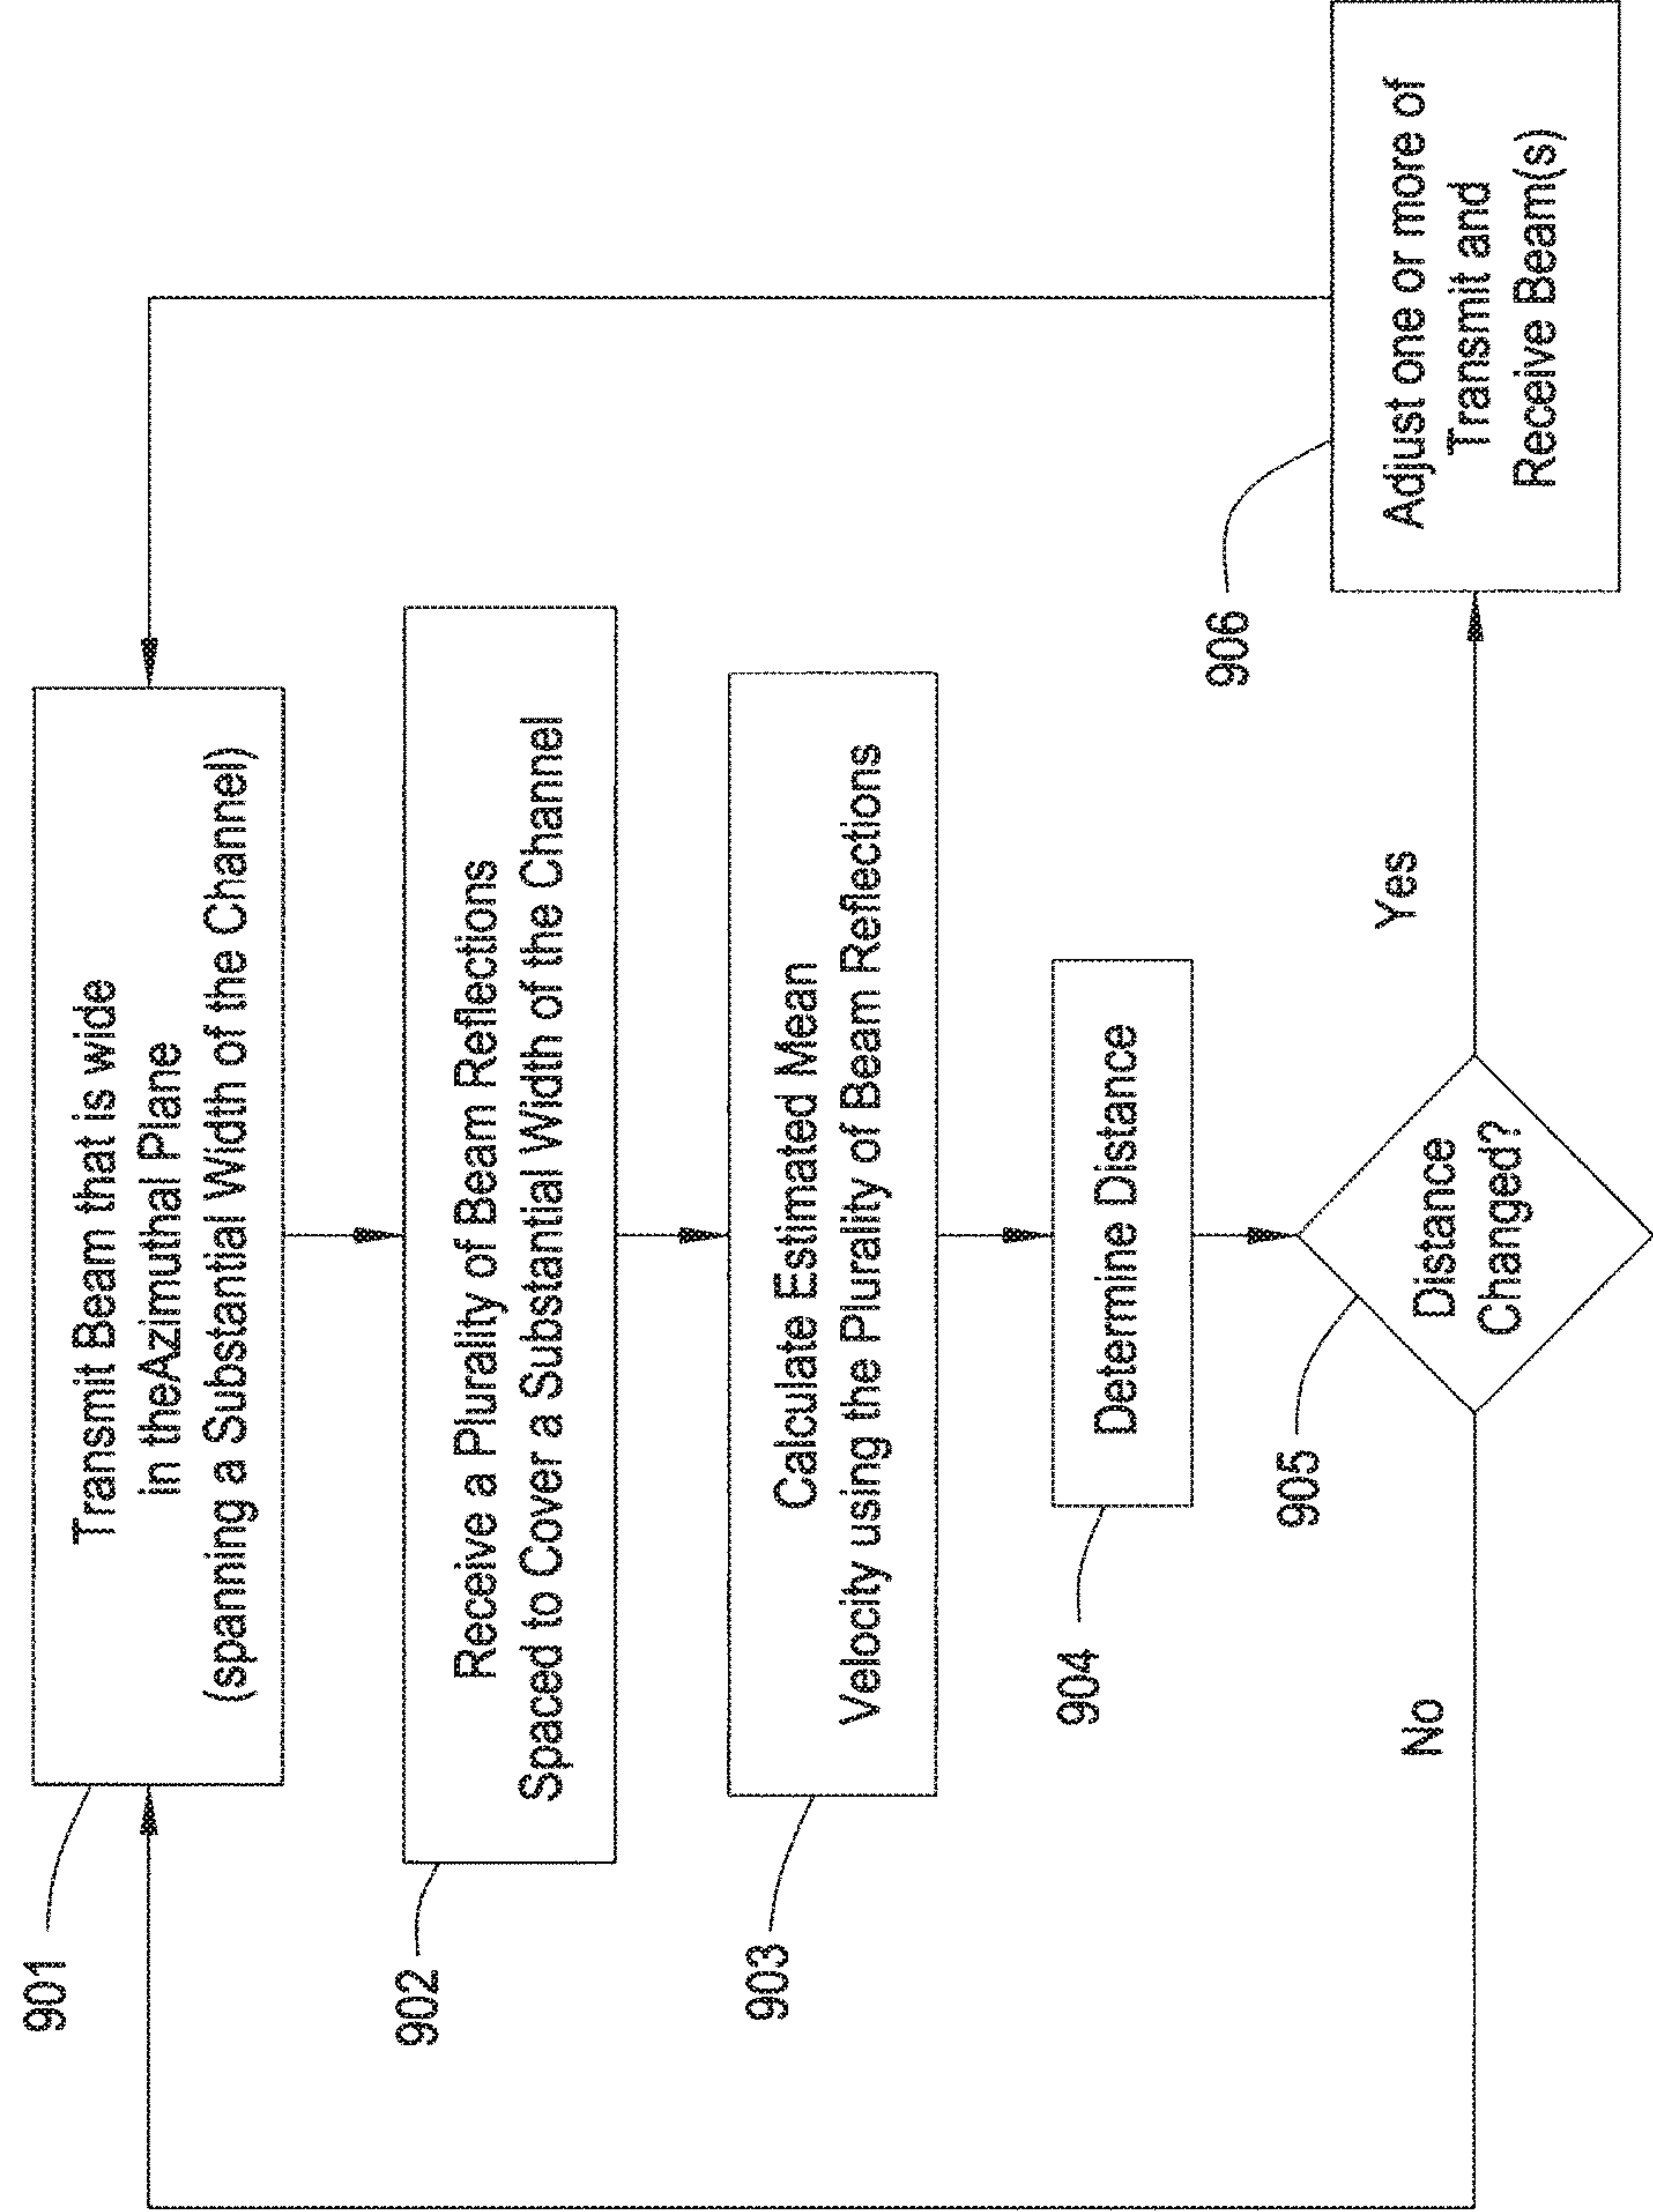 901
Transmit Beam that is wide
in theAzimuthal Plane
(spanning a Substantial Width of the Channel)
902
Receive a Plurality of Beam Reflections
Spaced to Cover a Substantial Width of the Channel
903
Calculate Estimated Mean
Velocity using the Plurality of Beam Reflections
904
Determine Distance
905
Distance
Changed?
No
Yes
906
Adjust one or more of
Transmit and
Receive Beam(s)